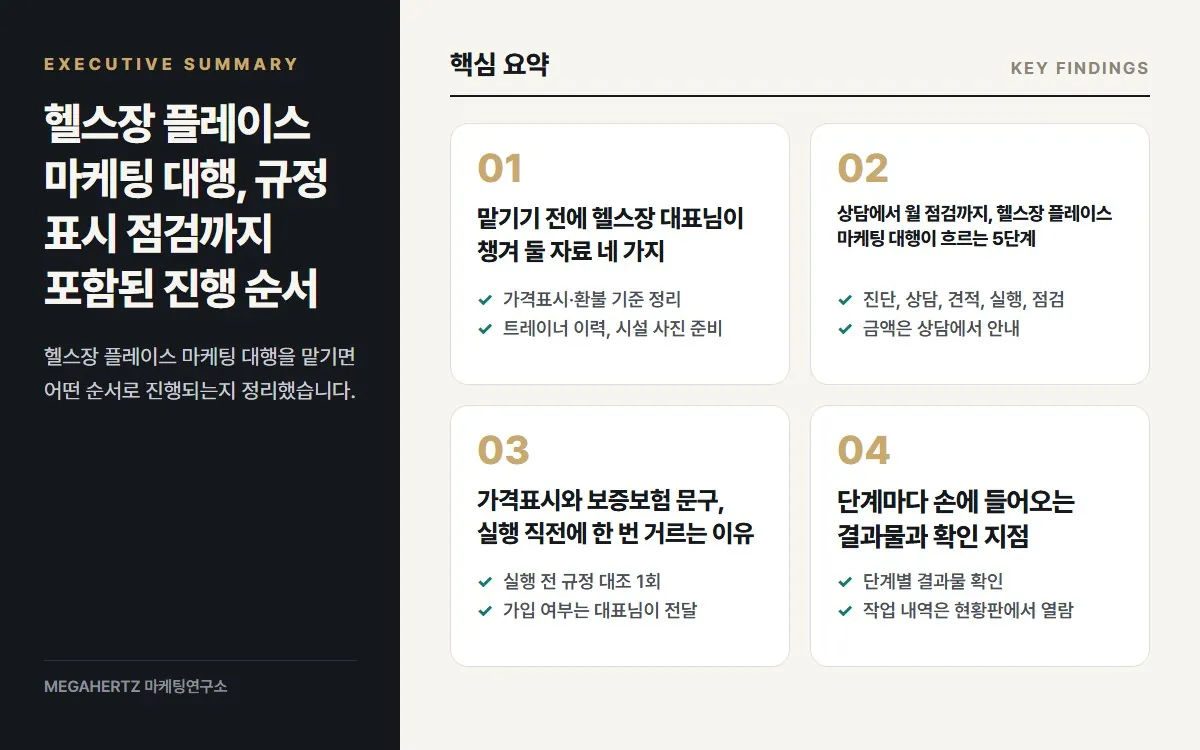 EXECUTIVE SUMMARY
헬스장 플레이스
마케팅 대행, 규정
표시 점검까지
포함된 진행 순서
헬스장 플레이스 마케팅 대행을 맡기면
어떤 순서로 진행되는지 정리했습니다.
MEGAHERTZ 마케팅연구소
핵심 요약
KEY FINDINGS
01
맡기기 전에 헬스장 대표님이
챙겨 둘 자료 네 가지
✓ 가격표시·환불 기준 정리
✓ 트레이너 이력, 시설 사진 준비
02
상담에서 월 점검까지, 헬스장 플레이스
마케팅 대행이 흐르는 5단계
✓ 진단, 상담, 견적, 실행, 점검
✓ 금액은 상담에서 안내
03
가격표시와 보증보험 문구,
실행 직전에 한 번 거르는 이유
✓ 실행 전 규정 대조 1회
✓ 가입 여부는 대표님이 전달
04
단계마다 손에 들어오는
결과물과 확인 지점
✓ 단계별 결과물 확인
✓ 작업 내역은 현황판에서 열람